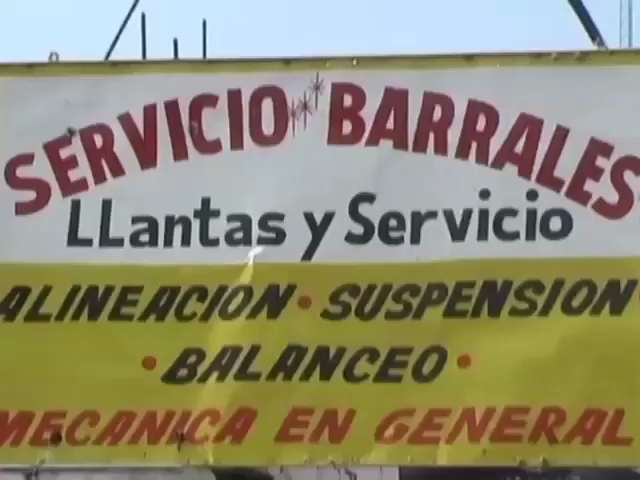 SERVICIO BARRALES
LLantas y Servicio
ALINEACION • SUSPENSION
• BALANCEO •
MECANICA EN GENERAL